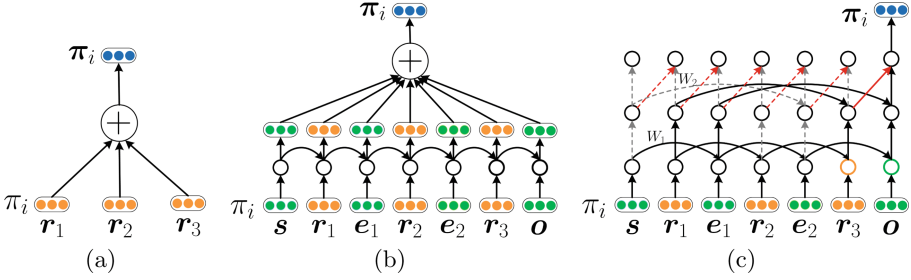 π_i
π_i
π_i
W_2
W_1
π_i r_1 r_2 r_3
π_i s r_1 e_1 r_2 e_2 r_3 o
π_i s r_1 e_1 r_2 e_2 r_3 o
(a) (b) (c)